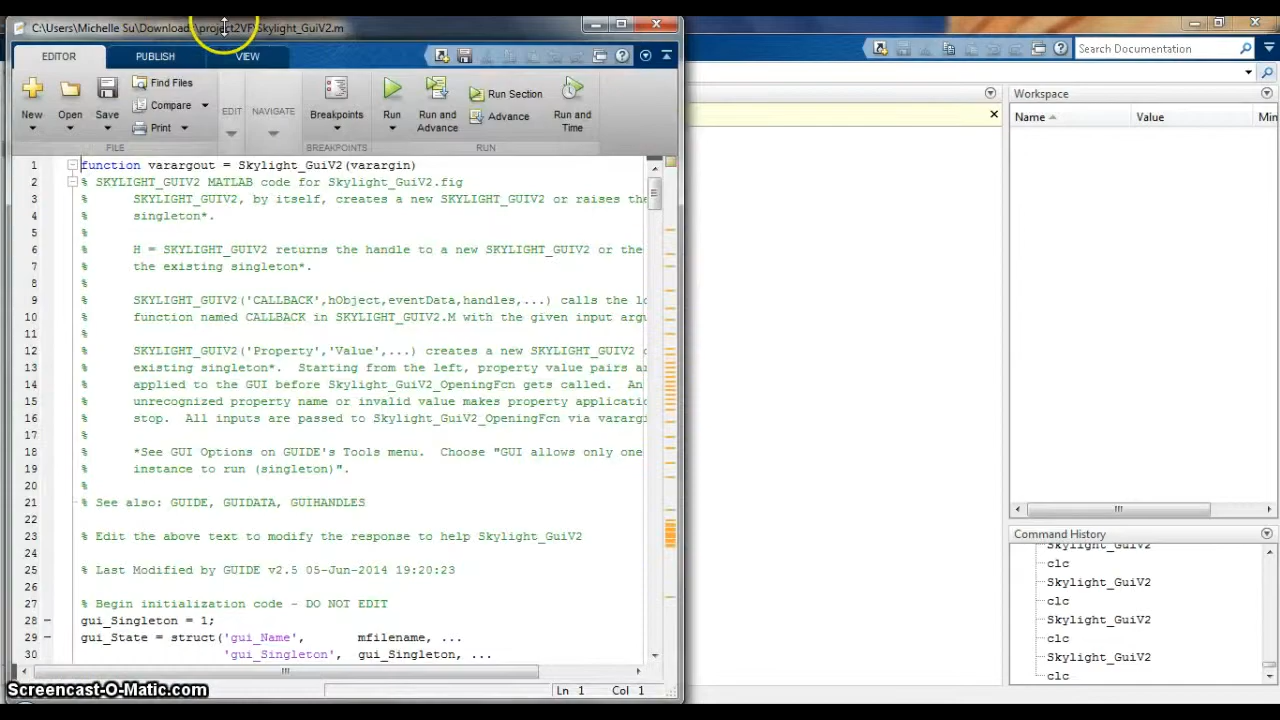 C:\Users\Michelle Su\Downloads\project2VF\Skylight_GuiV2.m
EDITOR
PUBLISH
VIEW
Search Documentation
New
Open
Save
Find Files
Compare
Print
FILE
EDIT
NAVIGATE
Breakpoints
BREAKPOINTS
Run
Run and
Advance
Run Section
Advance
Run and
Time
RUN
1 function varargout = Skylight_GuiV2(varargin)
2 % SKYLIGHT_GUIV2 MATLAB code for Skylight_GuiV2.fig
3 % SKYLIGHT_GUIV2, by itself, creates a new SKYLIGHT_GUIV2 or raises the
4 % singleton*.
5 %
6 % H = SKYLIGHT_GUIV2 returns the handle to a new SKYLIGHT_GUIV2 or the
7 % the existing singleton*.
8 %
9 % SKYLIGHT_GUIV2('CALLBACK',hObject,eventData,handles,...) calls the lo
10 % function named CALLBACK in SKYLIGHT_GUIV2.M with the given input argu
11 %
12 % SKYLIGHT_GUIV2('Property','Value',...) creates a new SKYLIGHT_GUIV2 o
13 % existing singleton*. Starting from the left, property value pairs ar
14 % applied to the GUI before Skylight_GuiV2_OpeningFcn gets called. An
15 % unrecognized property name or invalid value makes property applicatio
16 % stop. All inputs are passed to Skylight_GuiV2_OpeningFcn via varargi
17 %
18 % *See GUI Options on GUIDE's Tools menu. Choose "GUI allows only one
19 % instance to run (singleton)".
20 %
21 % See also: GUIDE, GUIDATA, GUIHANDLES
22
23 % Edit the above text to modify the response to help Skylight_GuiV2
24
25 % Last Modified by GUIDE v2.5 05-Jun-2014 19:20:23
26
27 % Begin initialization code - DO NOT EDIT
28 gui_Singleton = 1;
29 gui_State = struct('gui_Name', mfilename, ...
30 'gui_Singleton', gui_Singleton, ...
Ln 1 Col 1
Workspace
Name
Value
Min
Command History
Skylight_GuiV2
clc
Skylight_GuiV2
clc
Skylight_GuiV2
clc
Skylight_GuiV2
clc
Screencast-O-Matic.com